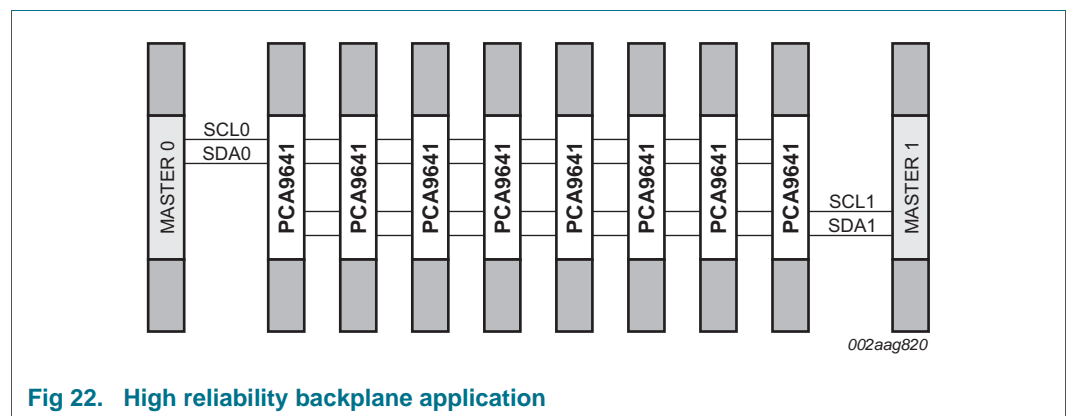 MASTER 0
SCL0
SDA0
PCA9641
PCA9641
PCA9641
PCA9641
PCA9641
PCA9641
PCA9641
PCA9641
SCL1
SDA1
MASTER 1
002aag820
Fig 22. High reliability backplane application